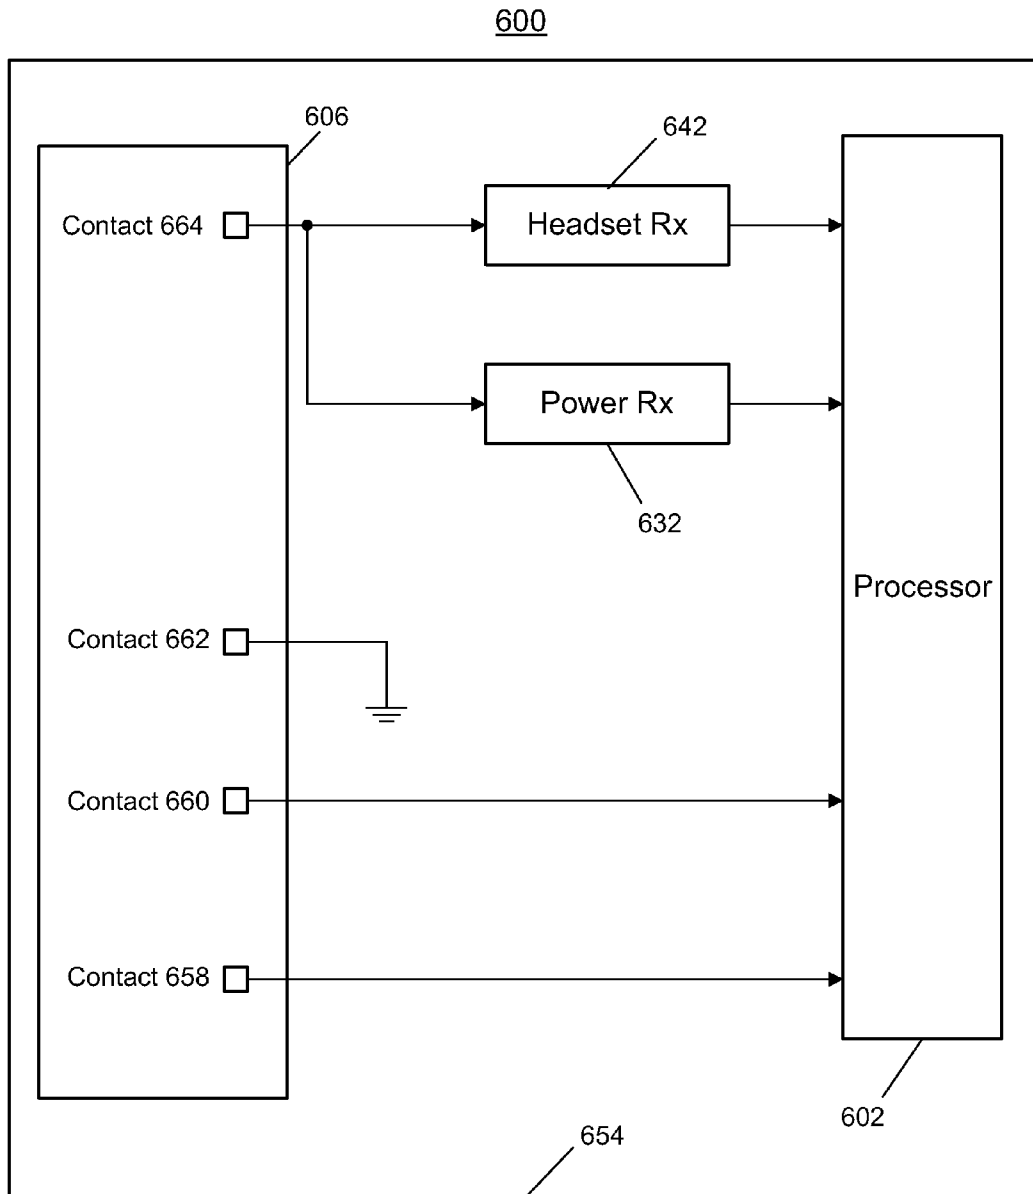 600
606
642
Contact 664
Headset Rx
Power Rx
632
Processor
Contact 662
Contact 660
Contact 658
602
654